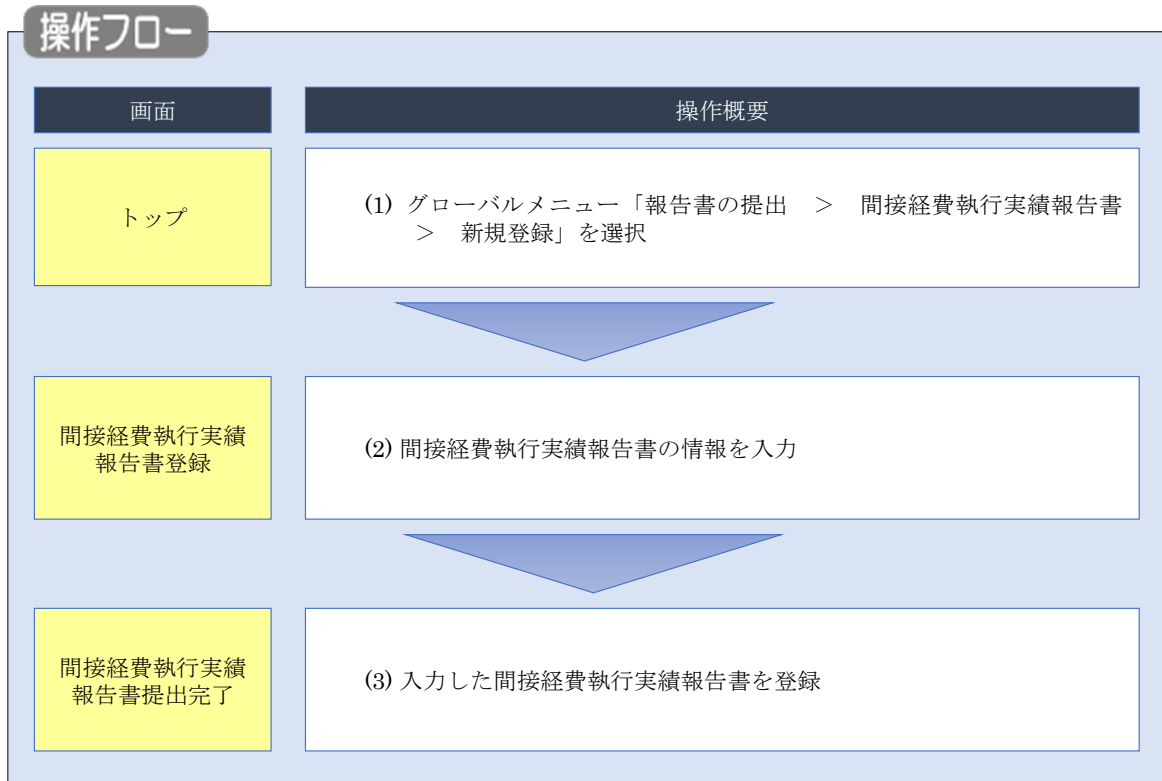 操作フロー
画面
操作概要
トップ
(1) グローバルメニュー「報告書の提出　＞　間接経費執行実績報告書
＞　新規登録」を選択
間接経費執行実績
報告書登録
(2) 間接経費執行実績報告書の情報を入力
間接経費執行実績
報告書提出完了
(3) 入力した間接経費執行実績報告書を登録